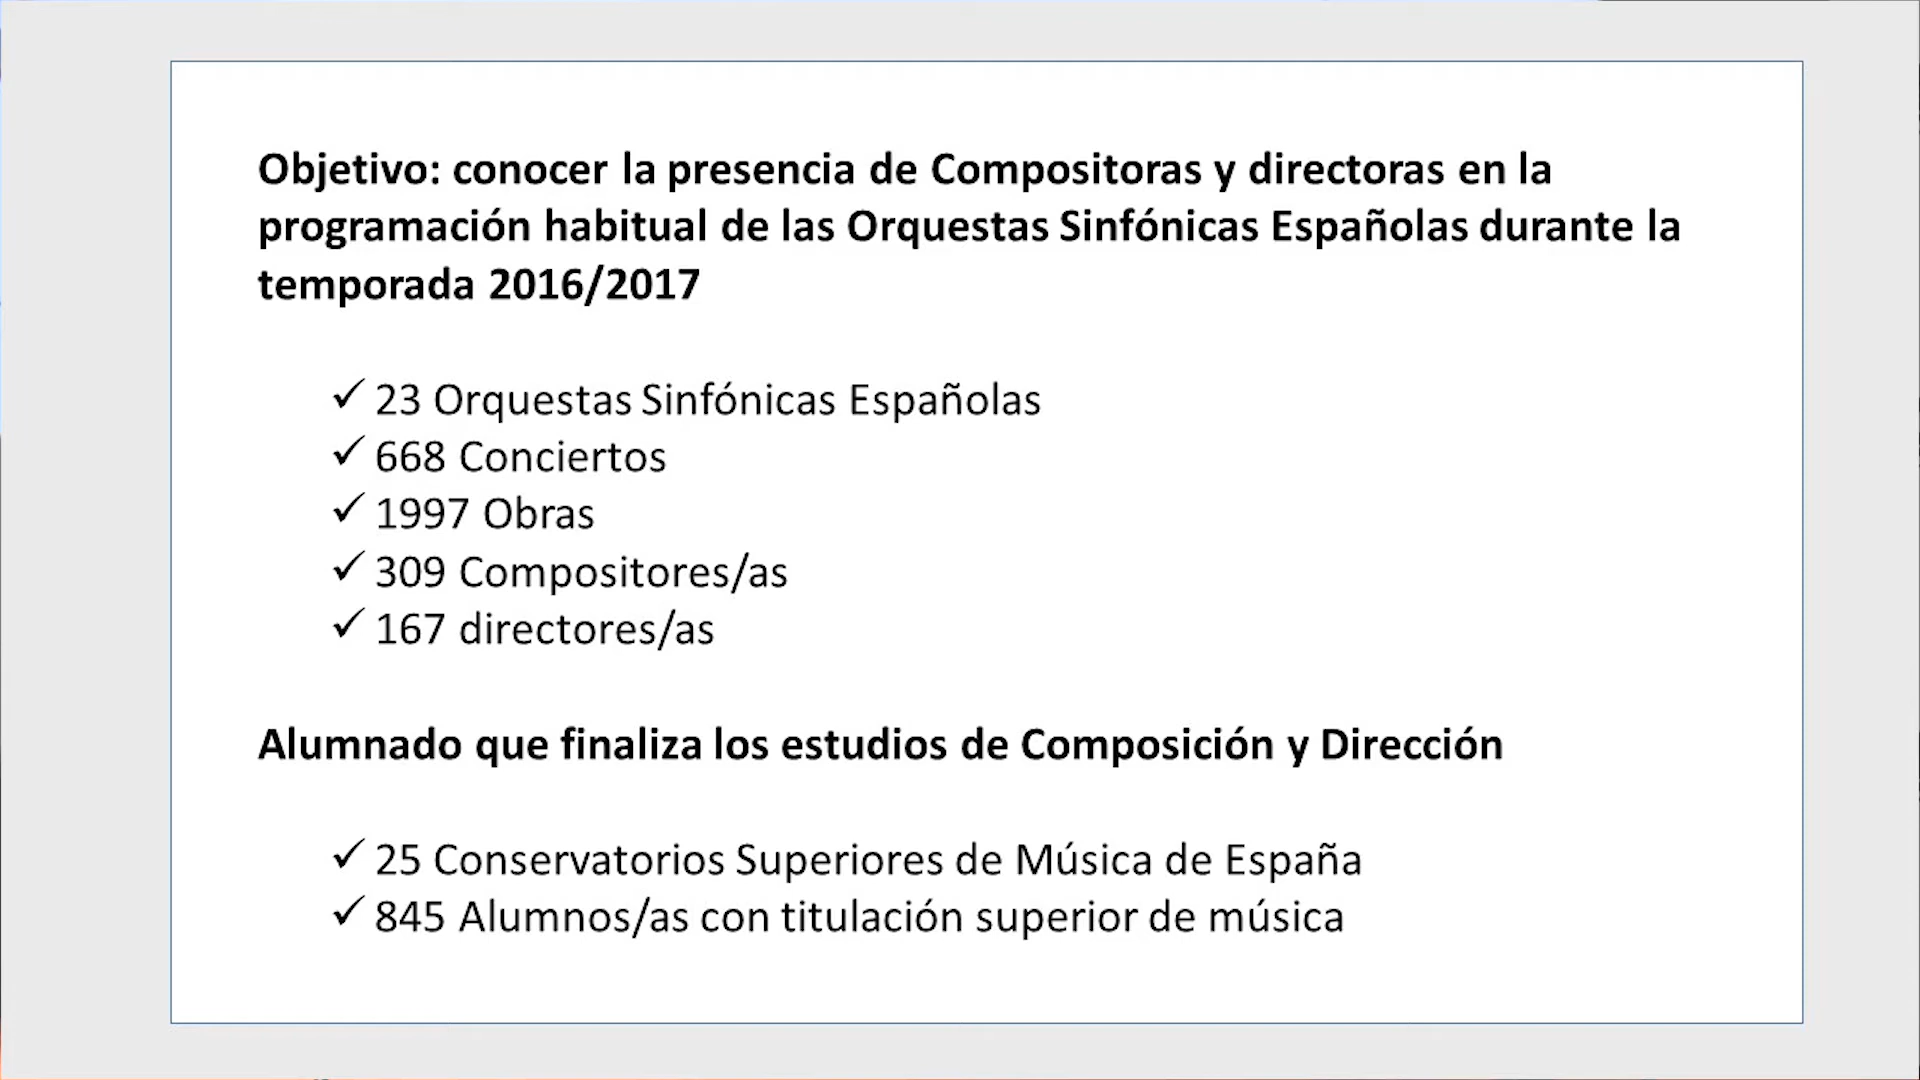 Objetivo: conocer la presencia de Compositoras y directoras en la
programación habitual de las Orquestas Sinfónicas Españolas durante la
temporada 2016/2017
✓ 23 Orquestas Sinfónicas Españolas
✓ 668 Conciertos
✓ 1997 Obras
✓ 309 Compositores/as
✓ 167 directores/as
Alumnado que finaliza los estudios de Composición y Dirección
✓ 25 Conservatorios Superiores de Música de España
✓ 845 Alumnos/as con titulación superior de música